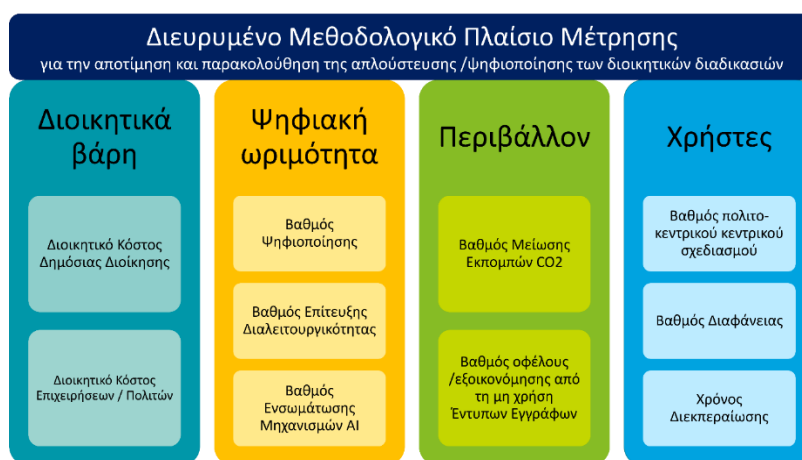 Διευρυμένο Μεθοδολογικό Πλαίσιο Μέτρησης
για την αποτίμηση και παρακολούθηση της απλούστευσης /ψηφιοποίησης των διοικητικών διαδικασιών
Διοικητικά
βάρη
Διοικητικό Κόστος
Δημόσιας Διοίκησης
Διοικητικό Κόστος
Επιχειρήσεων / Πολιτών
Ψηφιακή
ωριμότητα
Βαθμός
Ψηφιοποίησης
Βαθμός Επίτευξης
Διαλειτουργικότητας
Βαθμός
Ενσωμάτωσης
Μηχανισμών AI
Περιβάλλον
Βαθμός Μείωσης
Εκπομπών CO2
Βαθμός οφέλους
/εξοικονόμησης από
τη μη χρήση
Έντυπων Εγγράφων
Χρήστες
Βαθμός πολιτο-
κεντρικού κεντρικού
σχεδιασμού
Βαθμός Διαφάνειας
Χρόνος
Διεκπεραίωσης